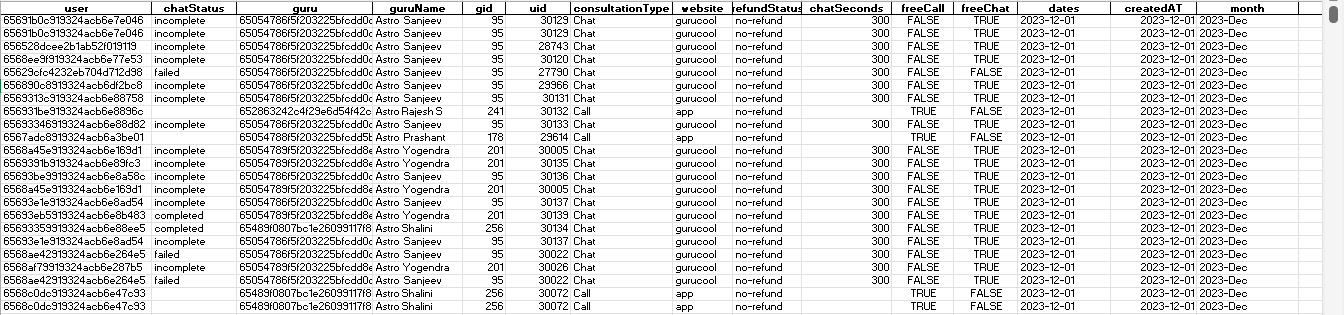 user chatStatus guru guruName gid uid consultationType website refundStatus chatSeconds freeCall freeChat dates createdAT month
65691b0c919324acb6e7e046 incomplete 65054786f5f203225bfcdd0c Astro Sanjeev 95 30129 Chat gurucool no-refund 300 FALSE TRUE 2023-12-01 2023-12-01 2023-Dec
65691b0c919324acb6e7e046 incomplete 65054786f5f203225bfcdd0c Astro Sanjeev 95 30129 Chat gurucool no-refund 300 FALSE TRUE 2023-12-01 2023-12-01 2023-Dec
656528dcee2b1ab52f019119 incomplete 65054786f5f203225bfcdd0c Astro Sanjeev 95 28743 Chat gurucool no-refund 300 FALSE TRUE 2023-12-01 2023-12-01 2023-Dec
6568ee9f919324acb6e77e53 incomplete 65054786f5f203225bfcdd0c Astro Sanjeev 95 30120 Chat gurucool no-refund 300 FALSE TRUE 2023-12-01 2023-12-01 2023-Dec
65629cfc4232eb704d712d98 failed 65054786f5f203225bfcdd0c Astro Sanjeev 95 27790 Chat gurucool no-refund 300 FALSE FALSE 2023-12-01 2023-12-01 2023-Dec
656890c8919324acb6df2bc8 incomplete 65054786f5f203225bfcdd0c Astro Sanjeev 95 29966 Chat gurucool no-refund 300 FALSE TRUE 2023-12-01 2023-12-01 2023-Dec
6569313c919324acb6e88758 incomplete 65054786f5f203225bfcdd0c Astro Sanjeev 95 30131 Chat gurucool no-refund 300 FALSE TRUE 2023-12-01 2023-12-01 2023-Dec
656931be919324acb6e8896c 652863242c4f29e6d54f42c Astro Rajesh S 241 30132 Call app no-refund TRUE FALSE 2023-12-01 2023-12-01 2023-Dec
65693346919324acb6e88d82 incomplete 65054786f5f203225bfcdd0c Astro Sanjeev 95 30133 Chat gurucool no-refund 300 FALSE TRUE 2023-12-01 2023-12-01 2023-Dec
6567adc8919324acb6a3be01 65054786f5f203225bfcdd5b Astro Prashant 178 29614 Call app no-refund TRUE FALSE 2023-12-01 2023-12-01 2023-Dec
6568a45e919324acb6e169d1 incomplete 65054786f5f203225bfcdd8e Astro Yogendra 201 30005 Chat gurucool no-refund 300 FALSE TRUE 2023-12-01 2023-12-01 2023-Dec
6569391b919324acb6e89fc3 incomplete 65054786f5f203225bfcdd8e Astro Yogendra 201 30135 Chat gurucool no-refund 300 FALSE TRUE 2023-12-01 2023-12-01 2023-Dec
65693be9919324acb6e8a58c incomplete 65054786f5f203225bfcdd0c Astro Sanjeev 95 30136 Chat gurucool no-refund 300 FALSE TRUE 2023-12-01 2023-12-01 2023-Dec
6568a45e919324acb6e169d1 incomplete 65054786f5f203225bfcdd8e Astro Yogendra 201 30005 Chat gurucool no-refund 300 FALSE TRUE 2023-12-01 2023-12-01 2023-Dec
65693e1e919324acb6e8ad54 incomplete 65054786f5f203225bfcdd0c Astro Sanjeev 95 30137 Chat gurucool no-refund 300 FALSE TRUE 2023-12-01 2023-12-01 2023-Dec
65693eb5919324acb6e8b483 completed 65054786f5f203225bfcdd8e Astro Yogendra 201 30139 Chat gurucool no-refund 300 FALSE TRUE 2023-12-01 2023-12-01 2023-Dec
65693359919324acb6e88ee5 completed 65489f0807bc1e26099117f8 Astro Shalini 256 30134 Chat gurucool no-refund 300 FALSE TRUE 2023-12-01 2023-12-01 2023-Dec
65693e1e919324acb6e8ad54 incomplete 65054786f5f203225bfcdd0c Astro Sanjeev 95 30137 Chat gurucool no-refund 300 FALSE TRUE 2023-12-01 2023-12-01 2023-Dec
6568ae42919324acb6e264e5 failed 65054786f5f203225bfcdd0c Astro Sanjeev 95 30022 Chat gurucool no-refund 300 FALSE TRUE 2023-12-01 2023-12-01 2023-Dec
6568af79919324acb6e287b5 incomplete 65054786f5f203225bfcdd8e Astro Yogendra 201 30026 Chat gurucool no-refund 300 FALSE TRUE 2023-12-01 2023-12-01 2023-Dec
6568ae42919324acb6e264e5 failed 65054786f5f203225bfcdd0c Astro Sanjeev 95 30022 Chat gurucool no-refund 300 FALSE TRUE 2023-12-01 2023-12-01 2023-Dec
6568c0dc919324acb6e47c93 65489f0807bc1e26099117f8 Astro Shalini 256 30072 Call app no-refund TRUE FALSE 2023-12-01 2023-12-01 2023-Dec
6568c0dc919324acb6e47c93 65489f0807bc1e26099117f8 Astro Shalini 256 30072 Call app no-refund TRUE FALSE 2023-12-01 2023-12-01 2023-Dec